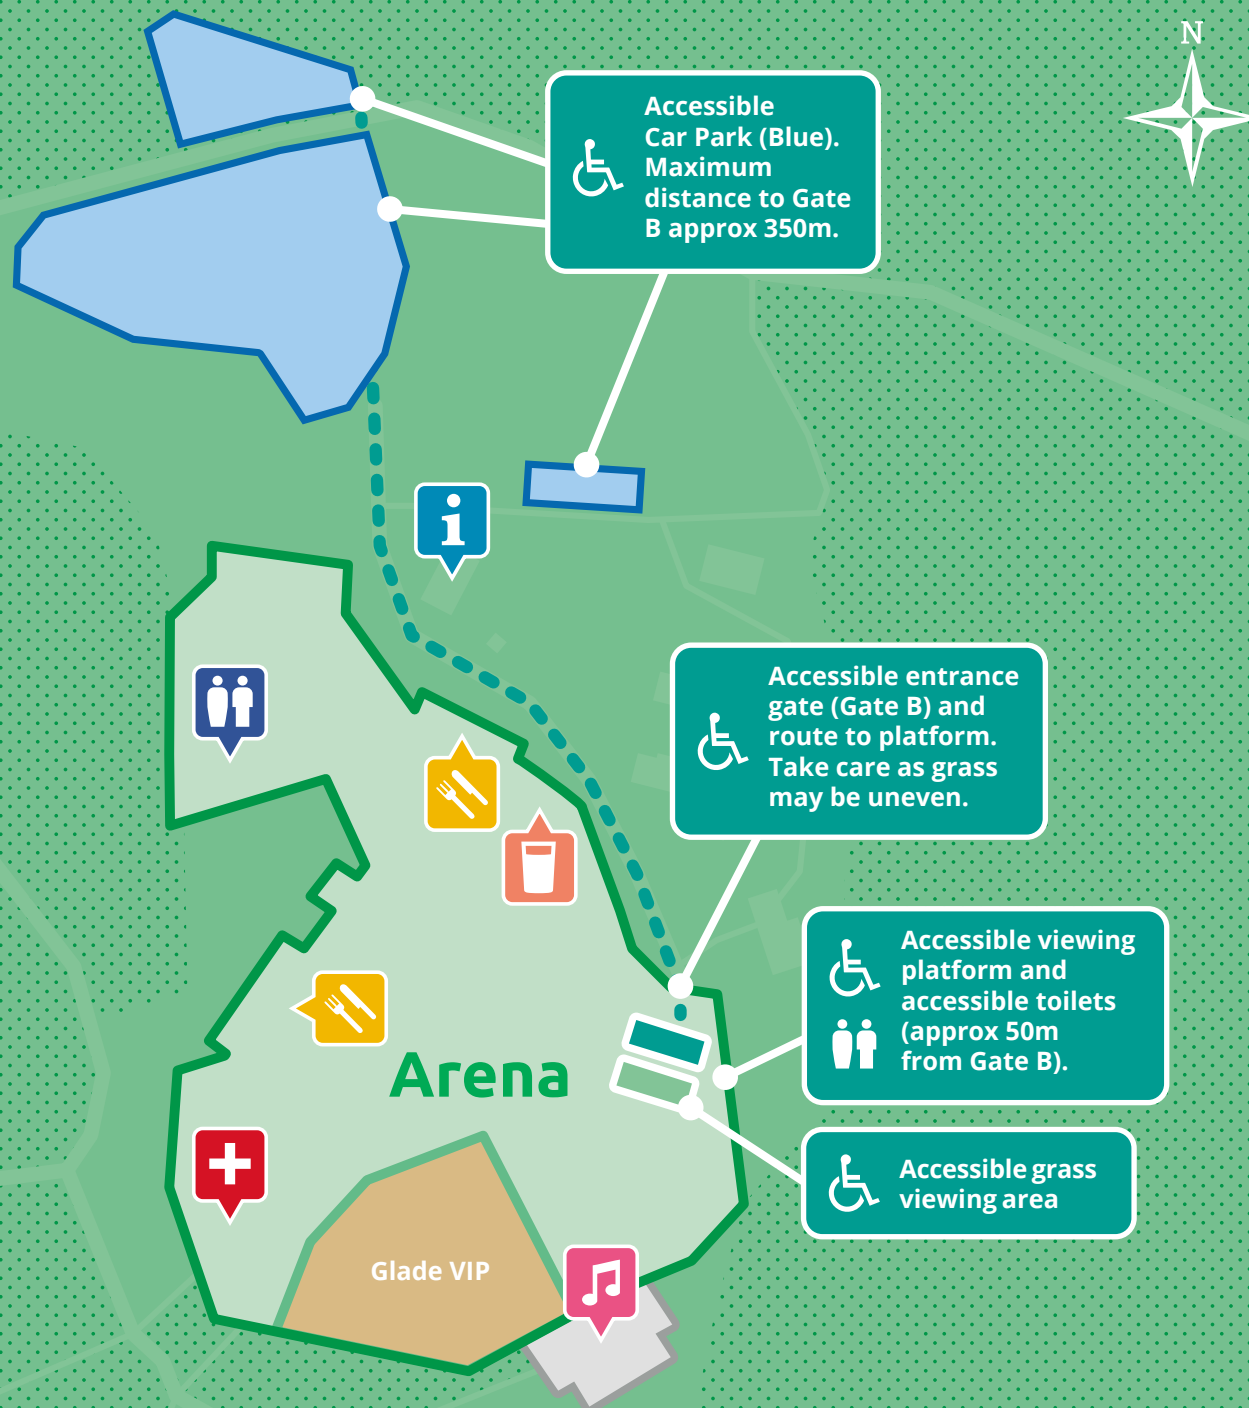 N
Accessible
Car Park (Blue).
Maximum
distance to Gate
B approx 350m.
i
Accessible entrance
gate (Gate B) and
route to platform.
Take care as grass
may be uneven.
Accessible viewing
platform and
accessible toilets
(approx 50m
from Gate B).
Arena
Accessible grass
viewing area
Glade VIP